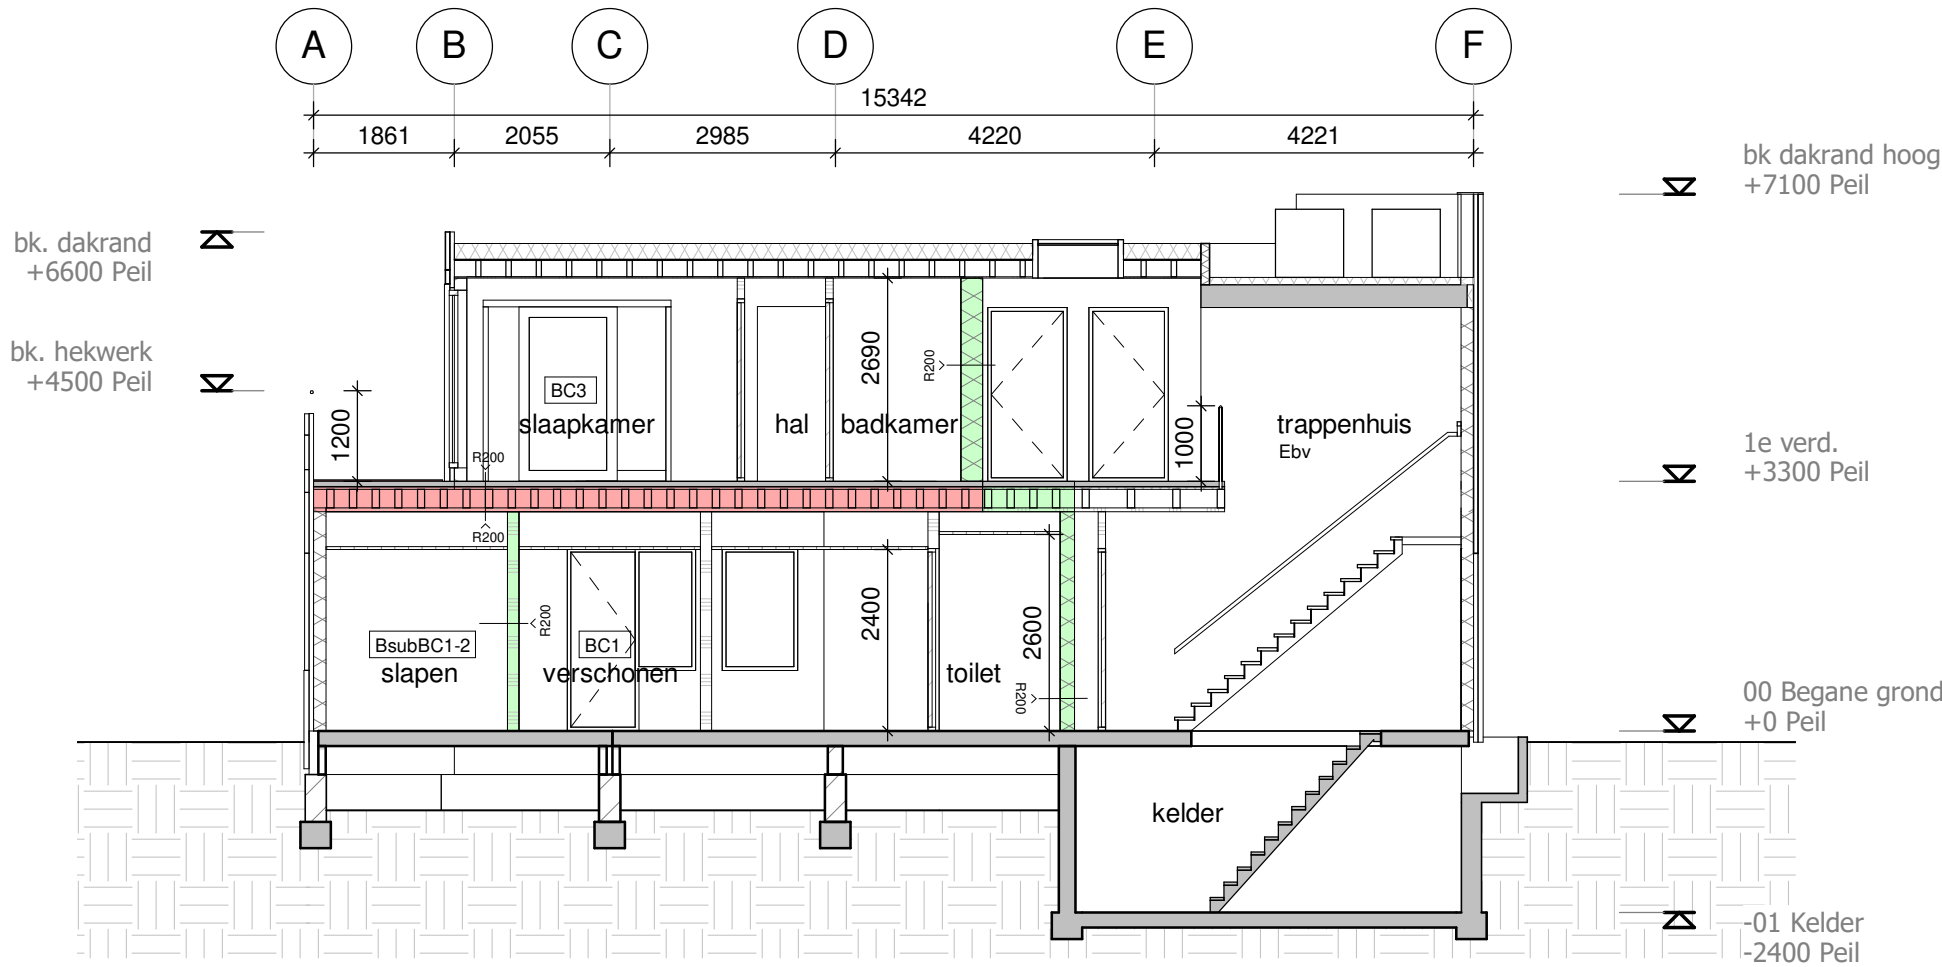 A B C D E F
15342
1861 2055 2985 4220 4221
bk dakrand hoog
+7100 Peil
bk. dakrand
+6600 Peil
bk. hekwerk
+4500 Peil
1200
BC3
slaapkamer
hal
badkamer
2690
R200
1000
trappenhuis
Ebv
1e verd.
+3300 Peil
R200
R200
BsubBC1-2
slapen
R200
BC1
verschonen
2400
toilet
2600
R200
00 Begane grond
+0 Peil
kelder
-01 Kelder
-2400 Peil